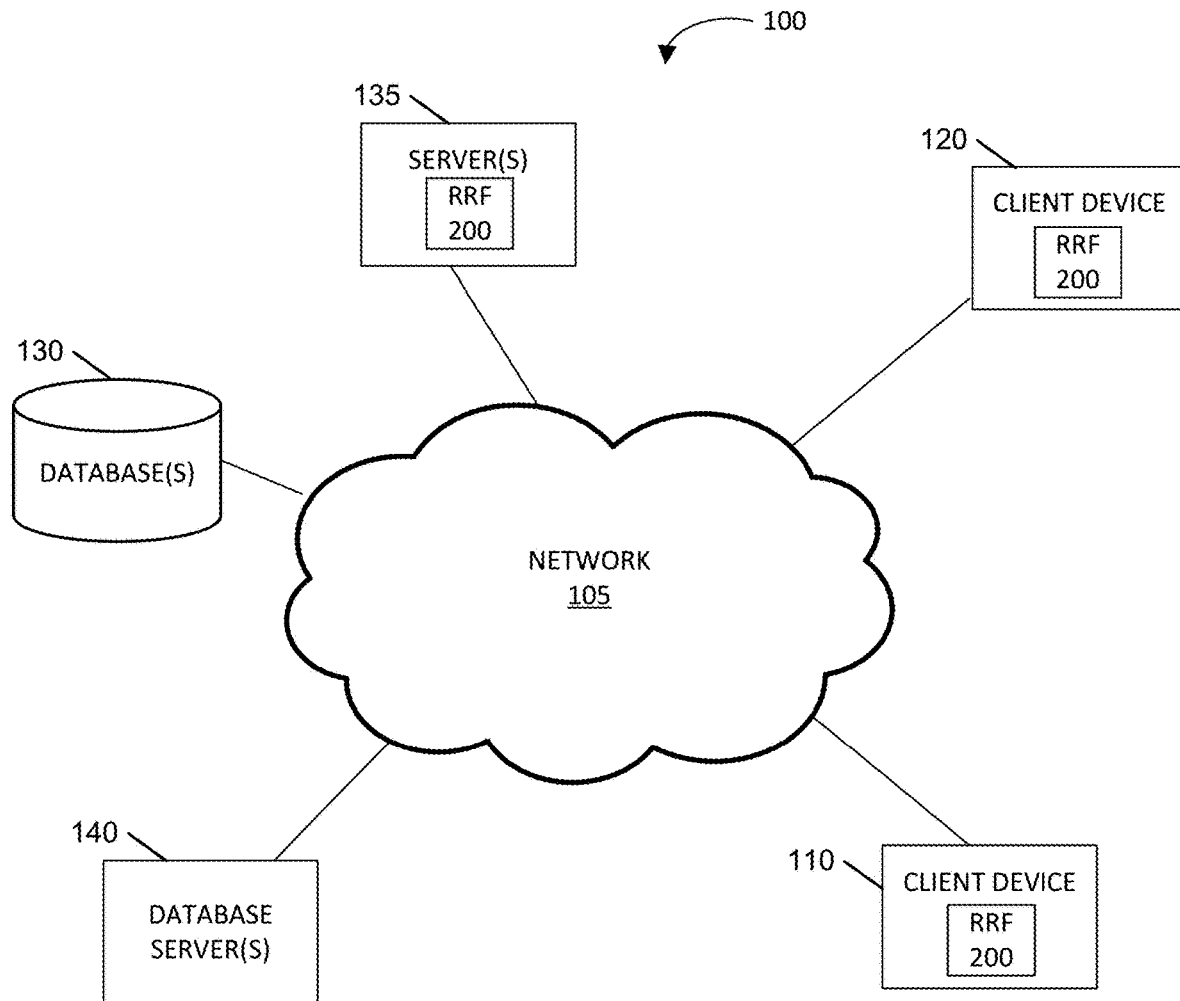 100
135
SERVER(S)
RRF
200
120
CLIENT DEVICE
RRF
200
130
DATABASE(S)
NETWORK
105
140
DATABASE
SERVER(S)
110
CLIENT DEVICE
RRF
200